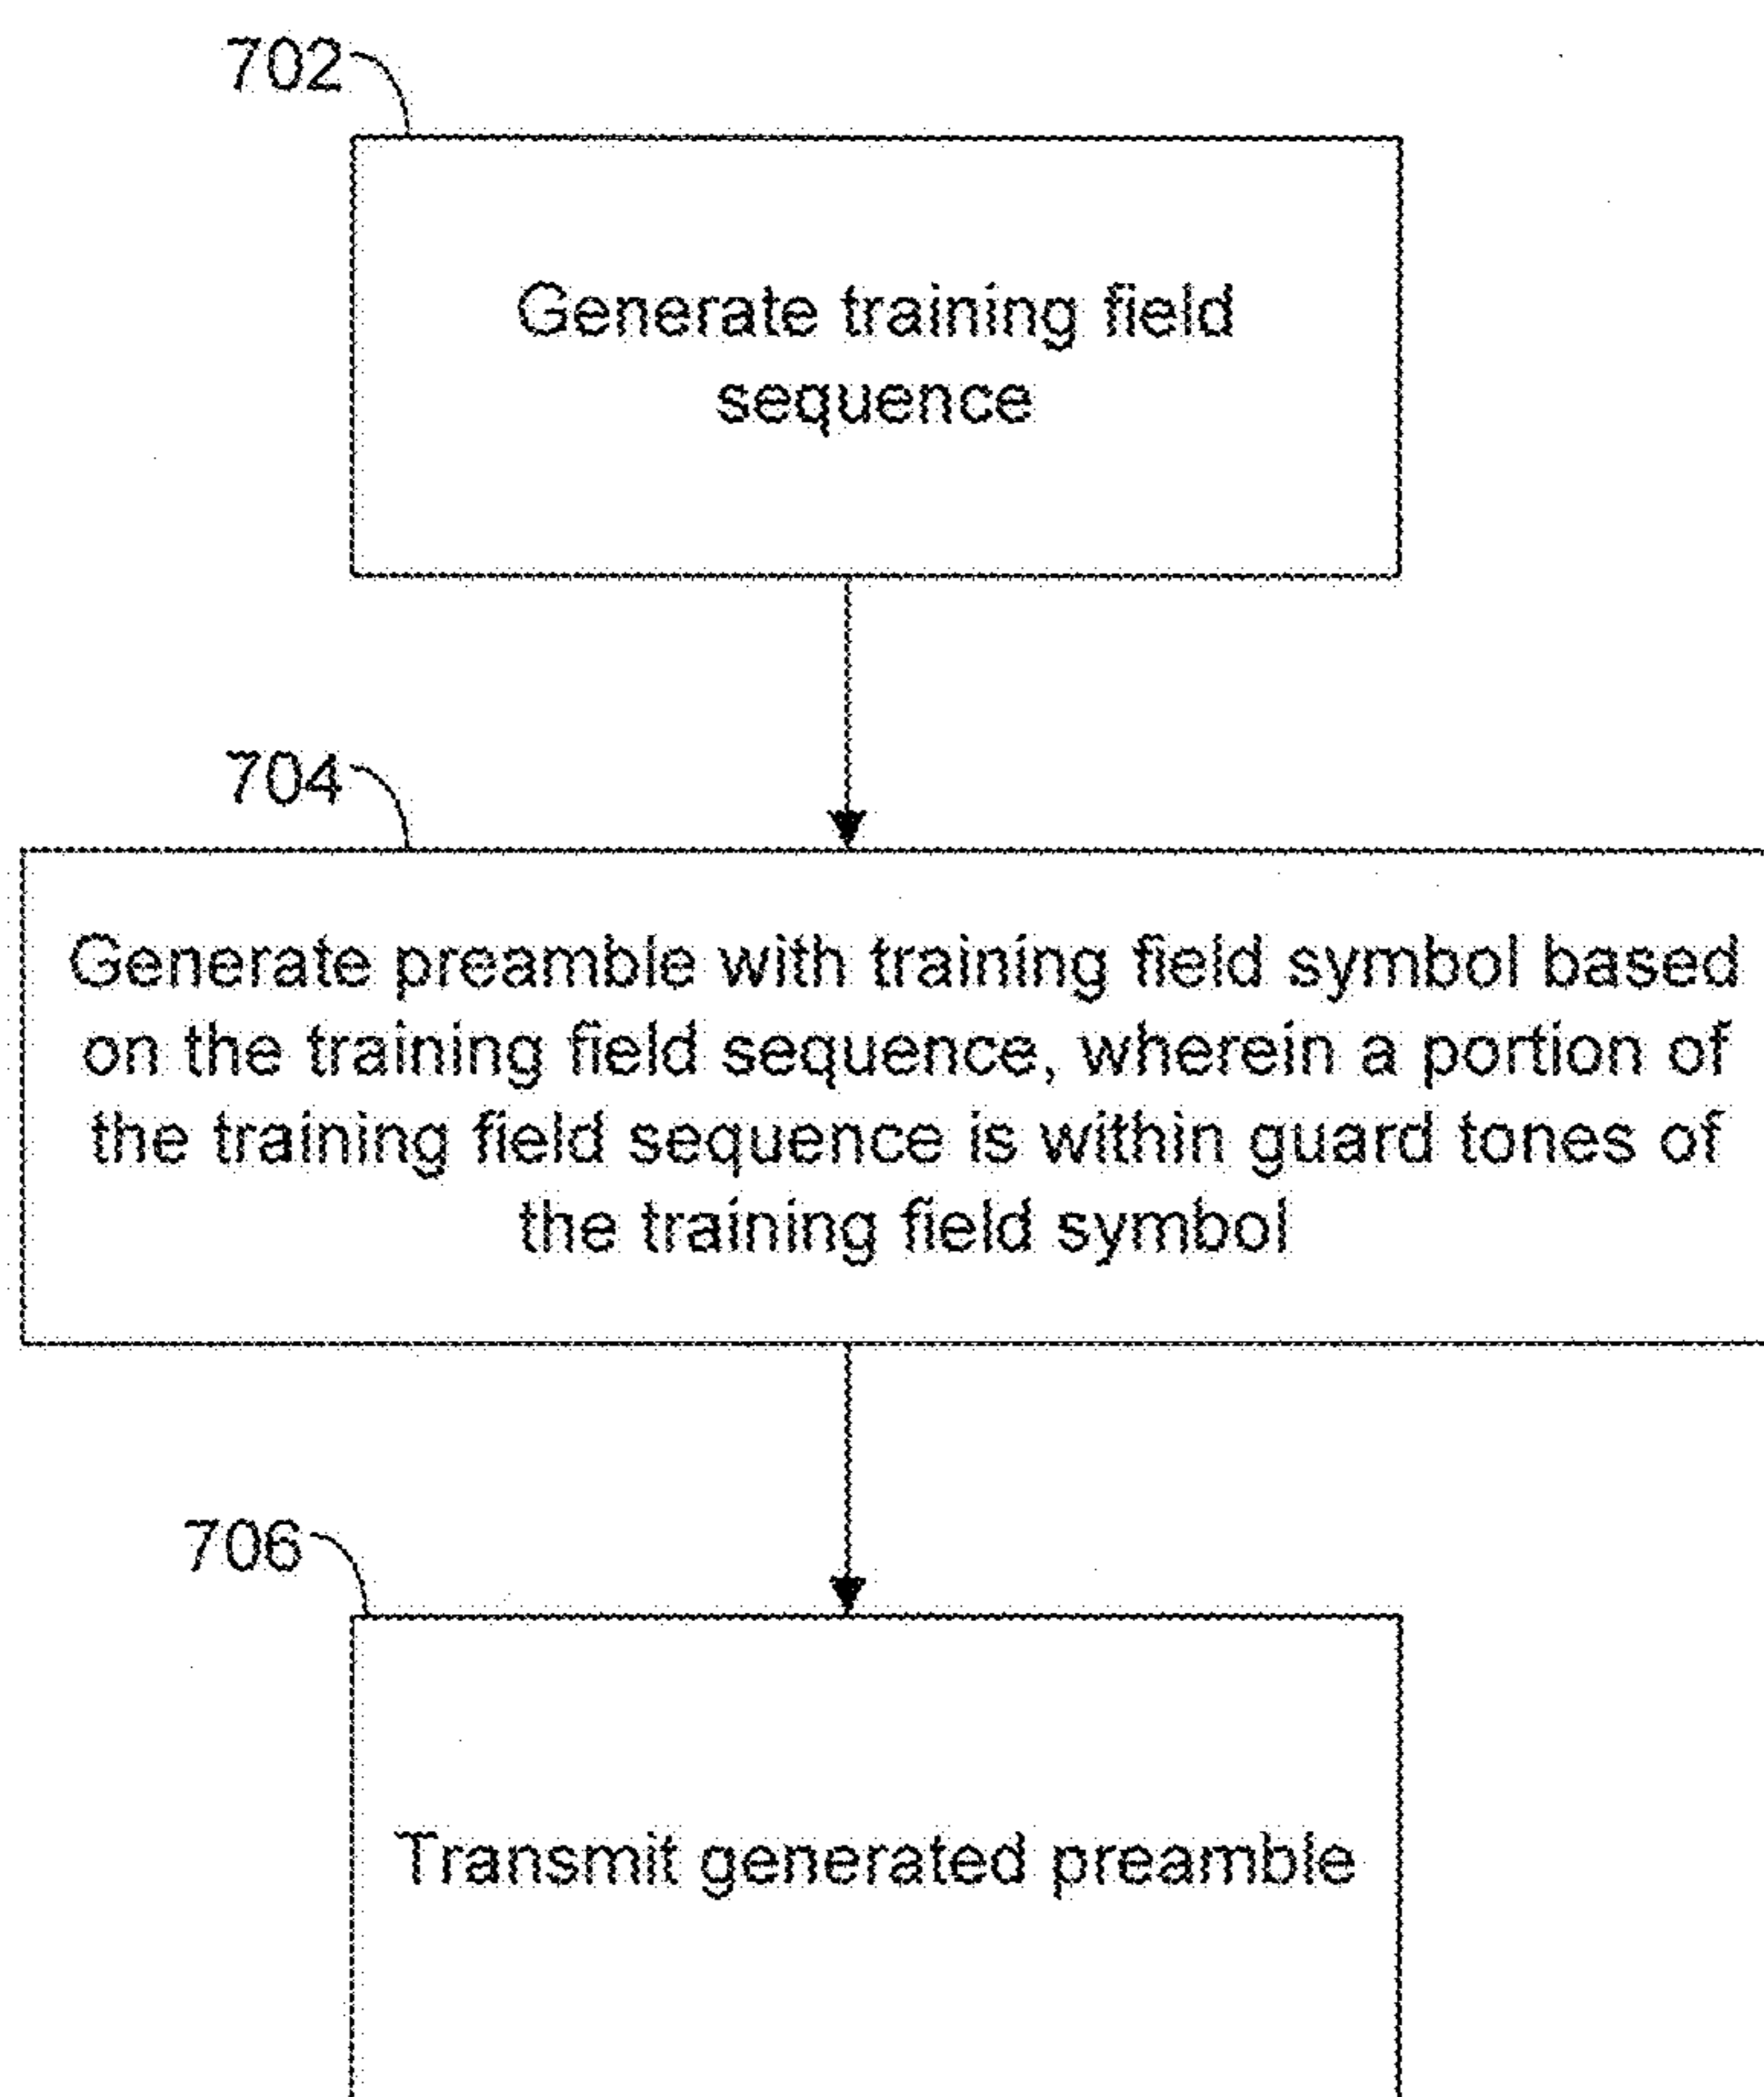 702
Generate training field
sequence
704
Generate preamble with training field symbol based
on the training field sequence, wherein a portion of
the training field sequence is within guard tones of
the training field symbol
706
Transmit generated preamble